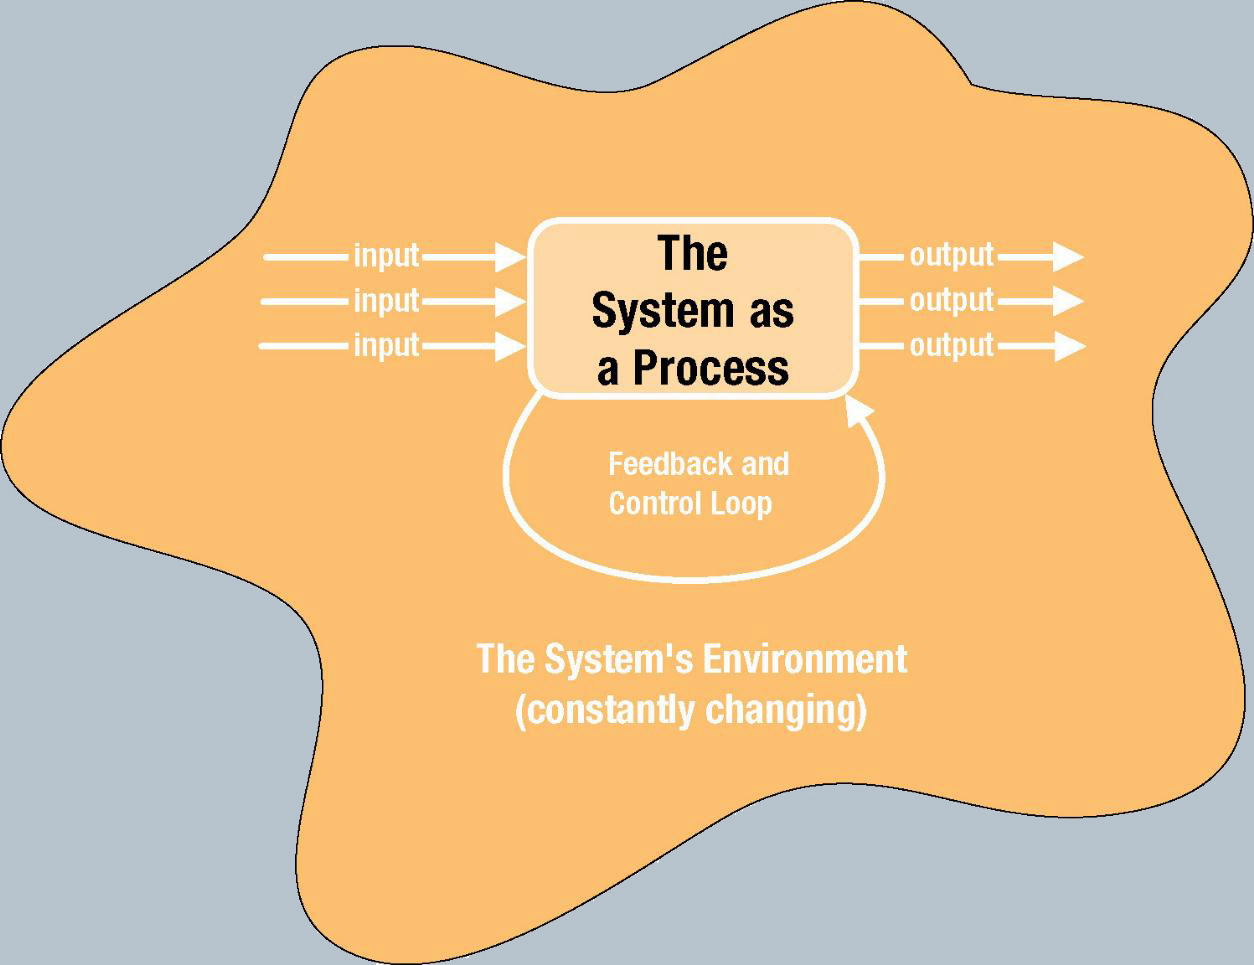 The
System as
a Process
input
input
input
output
output
output
Feedback and
Control Loop
The System's Environment
(constantly changing)